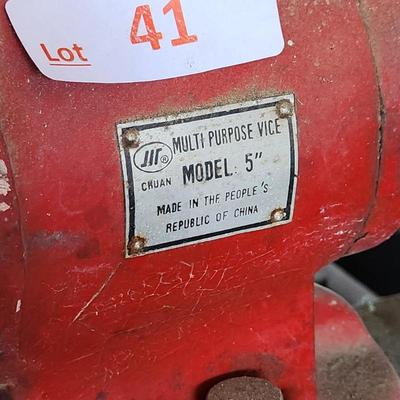 Lot 41
MULTI PURPOSE VICE
CHUAN MODEL: 5"
MADE IN THE PEOPLE'S
REPUBLIC OF CHINA